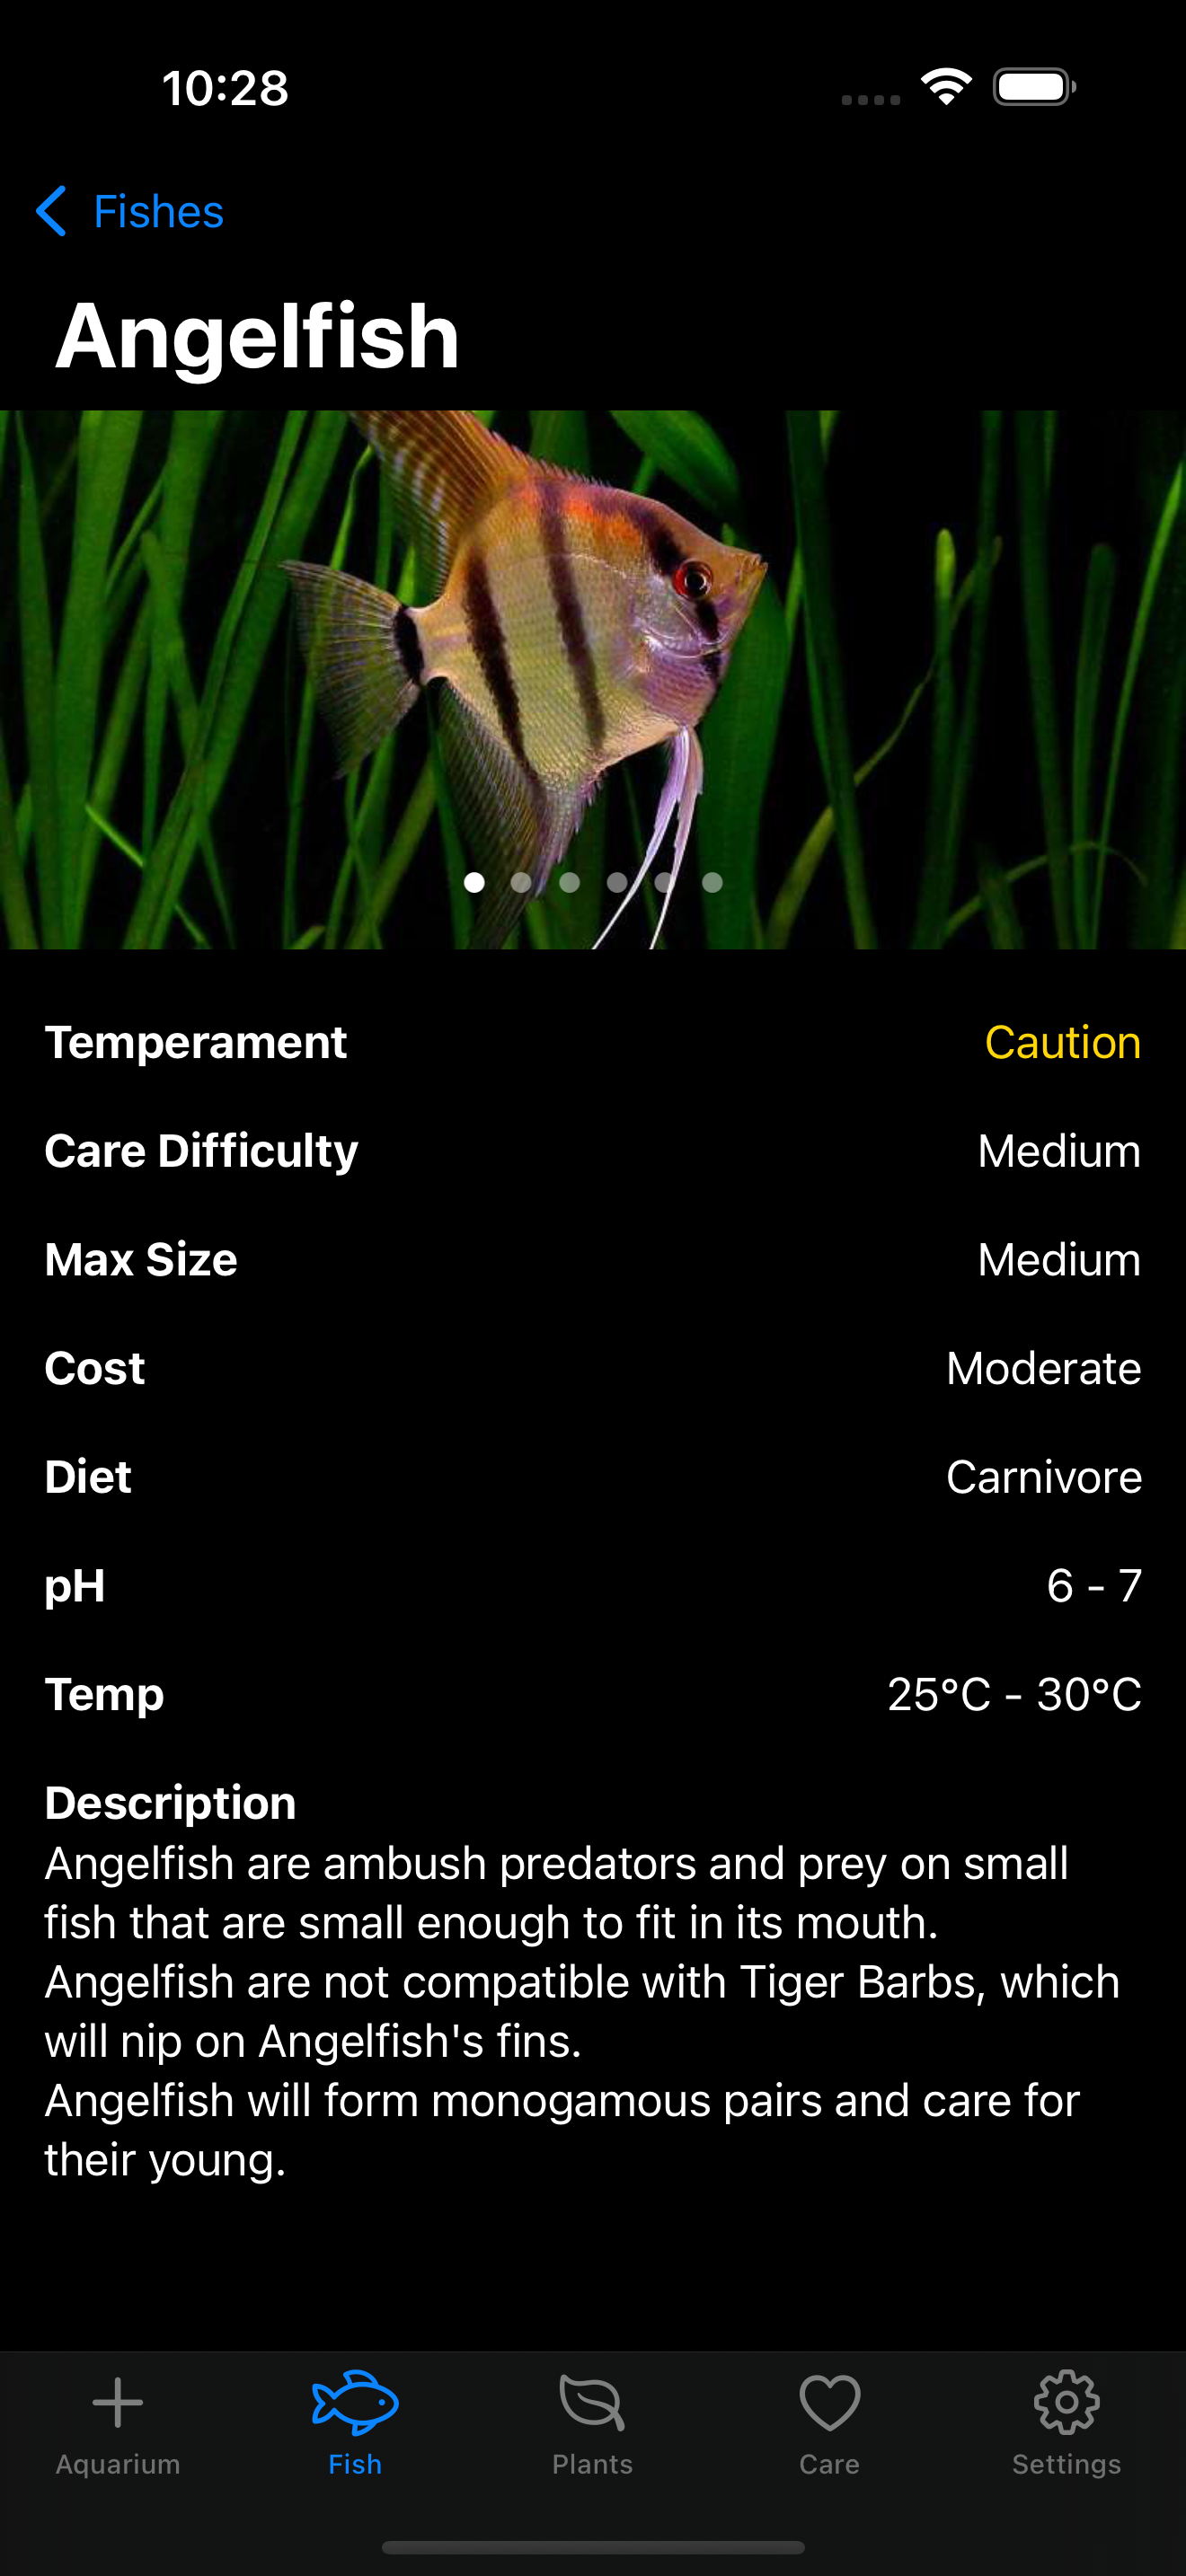 10:28
Fishes
Angelfish
Temperament Caution
Care Difficulty Medium
Max Size Medium
Cost Moderate
Diet Carnivore
pH 6 - 7
Temp 25°C - 30°C
Description
Angelfish are ambush predators and prey on small
fish that are small enough to fit in its mouth.
Angelfish are not compatible with Tiger Barbs, which
will nip on Angelfish's fins.
Angelfish will form monogamous pairs and care for
their young.
Aquarium Fish Plants Care Settings